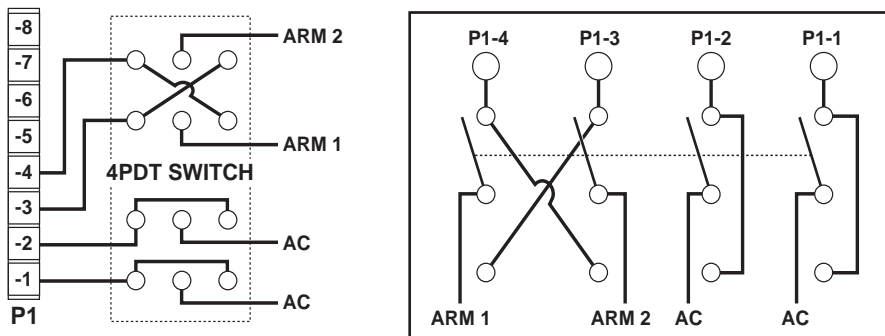 -8
-7
-6
-5
-4
-3
-2
-1
P1
ARM 2
ARM 1
4PDT SWITCH
AC
AC
P1-4 P1-3 P1-2 P1-1
ARM 1 ARM 2 AC AC